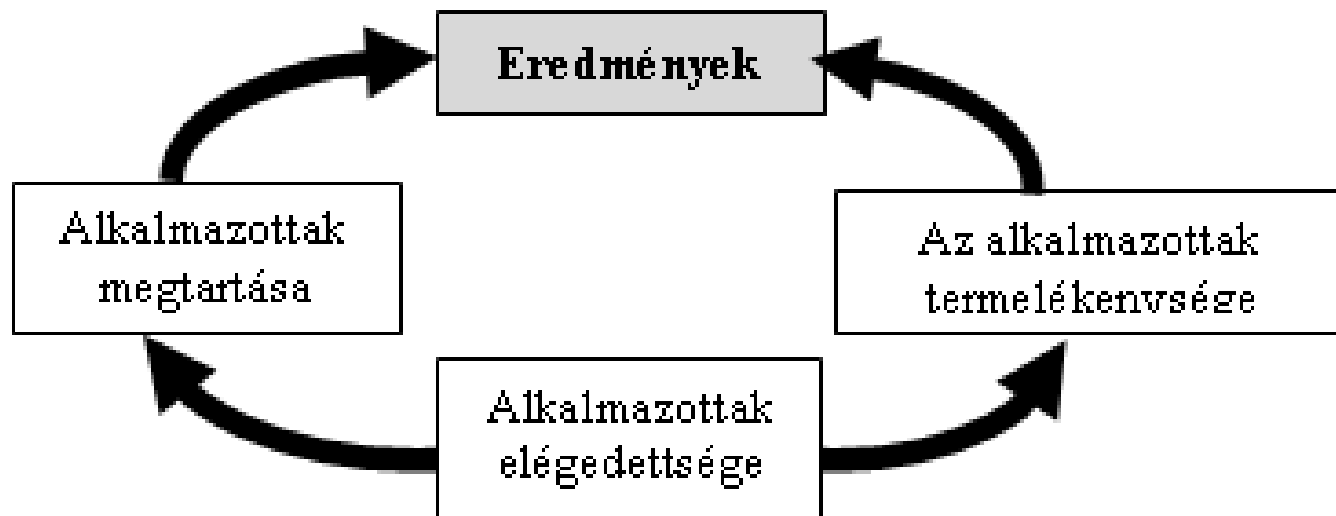 Eredmények
Alkalmazottak
megtartása
Az alkalmazottak
termelékenysége
Alkalmazottak
elégedettsége